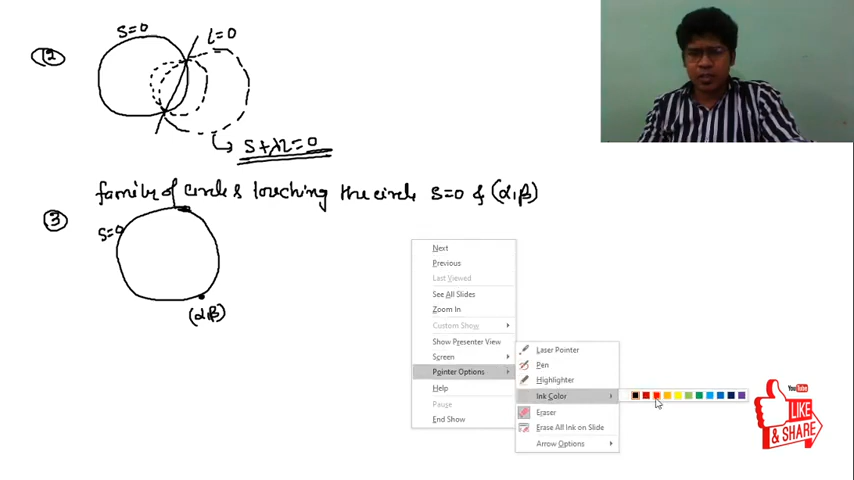 ② S=0 L=0
S+λL=0
family of circles touching the circle S=0 & (α,β)
③ S=0
(α,β)
Next
Previous
Last Viewed
See All Slides
Zoom In
Custom Show
Show Presenter View
Screen
Pointer Options
Help
Pause
End Show
Laser Pointer
Pen
Highlighter
Ink Color
Eraser
Erase All Ink on Slide
Arrow Options
YouTube
LIKE
& SHARE